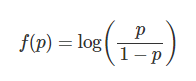 f(p) = log(p / (1 − p))